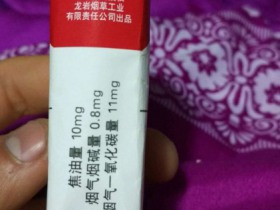 龙岩烟草工业
有限责任公司出品
焦油量 10mg
烟气烟碱量 0.8mg
烟气一氧化碳量 11mg